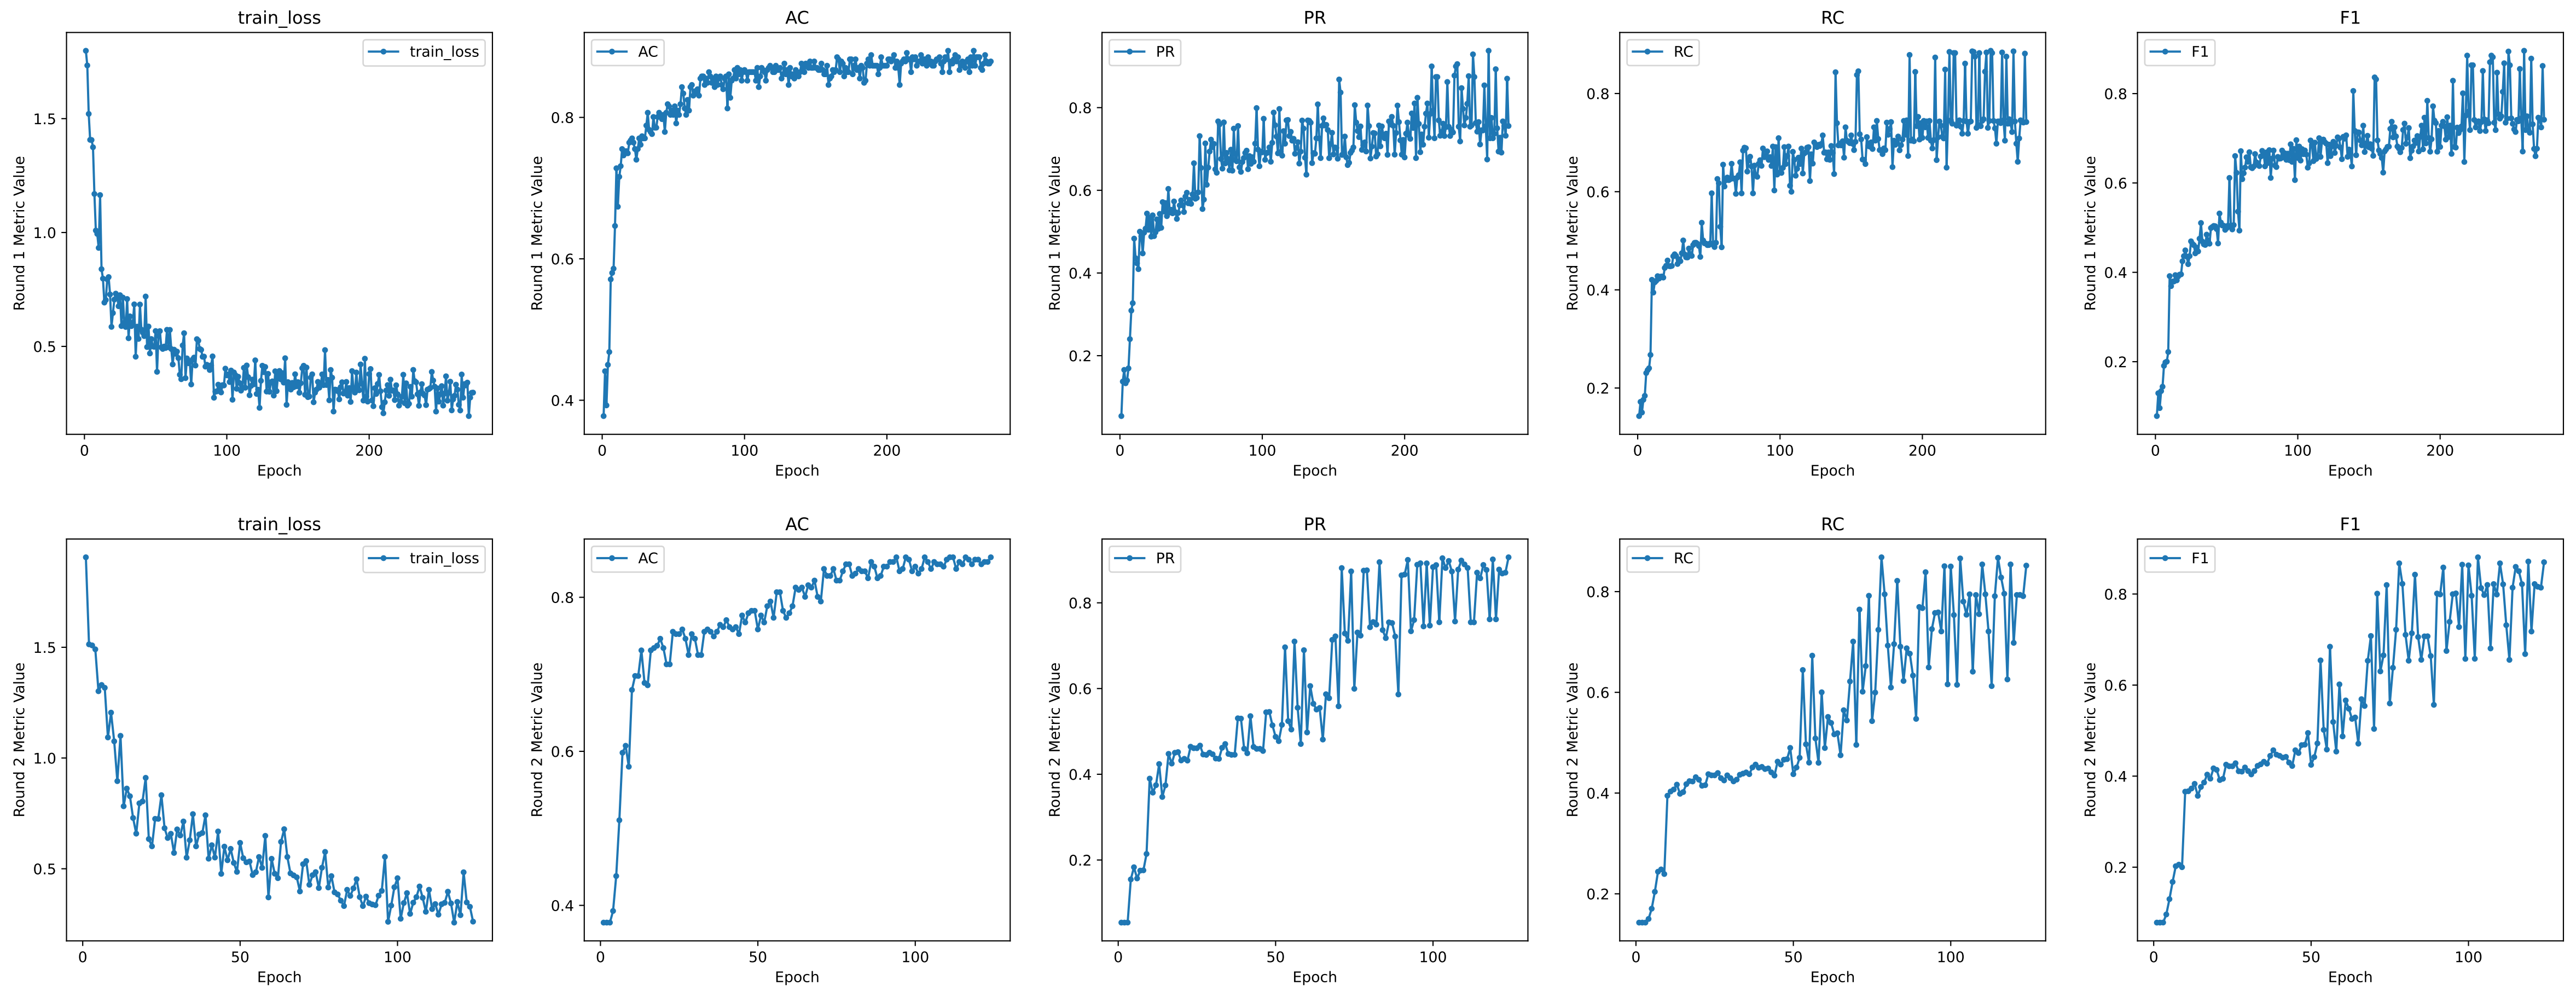 train_loss
train_loss
Round 1 Metric Value
1.5
1.0
0.5
0
100
200
Epoch
AC
AC
Round 1 Metric Value
0.8
0.6
0.4
0
100
200
Epoch
PR
PR
Round 1 Metric Value
0.8
0.6
0.4
0.2
0
100
200
Epoch
RC
RC
Round 1 Metric Value
0.8
0.6
0.4
0.2
0
100
200
Epoch
F1
F1
Round 1 Metric Value
0.8
0.6
0.4
0.2
0
100
200
Epoch
train_loss
train_loss
Round 2 Metric Value
1.5
1.0
0.5
0
50
100
Epoch
AC
AC
Round 2 Metric Value
0.8
0.6
0.4
0
50
100
Epoch
PR
PR
Round 2 Metric Value
0.8
0.6
0.4
0.2
0
50
100
Epoch
RC
RC
Round 2 Metric Value
0.8
0.6
0.4
0.2
0
50
100
Epoch
F1
F1
Round 2 Metric Value
0.8
0.6
0.4
0.2
0
50
100
Epoch